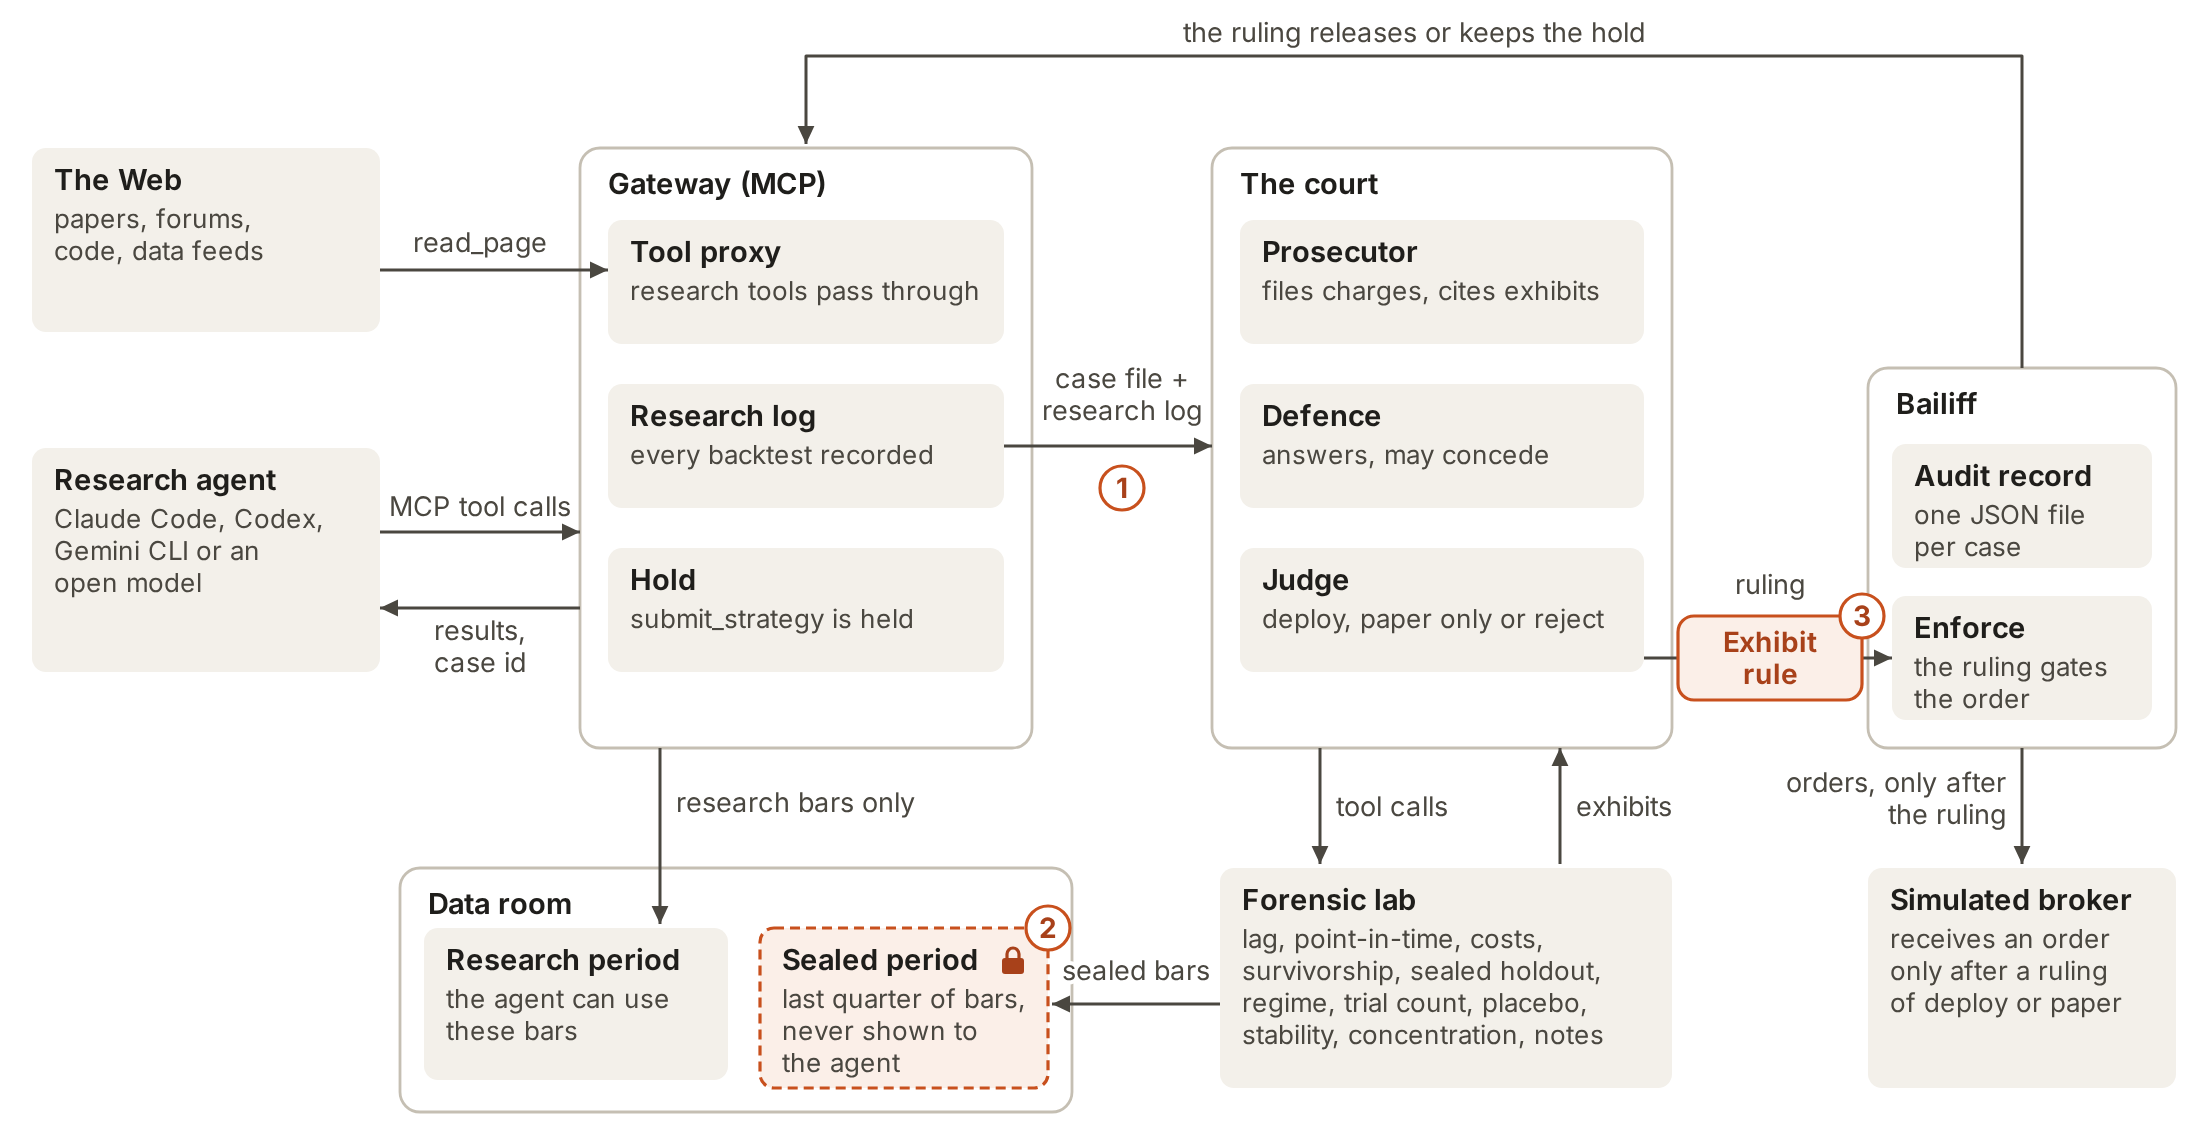 the ruling releases or keeps the hold
The Web
papers, forums,
code, data feeds
read_page
Gateway (MCP)
Tool proxy
research tools pass through
Research log
every backtest recorded
Hold
submit_strategy is held
Research agent
Claude Code, Codex,
Gemini CLI or an
open model
MCP tool calls
results,
case id
case file +
research log
1
The court
Prosecutor
files charges, cites exhibits
Defence
answers, may concede
Judge
deploy, paper only or reject
ruling
Exhibit
rule
3
Bailiff
Audit record
one JSON file
per case
Enforce
the ruling gates
the order
research bars only
tool calls
exhibits
orders, only after
the ruling
Data room
Research period
the agent can use
these bars
2
Sealed period
last quarter of bars,
never shown to
the agent
sealed bars
Forensic lab
lag, point-in-time, costs,
survivorship, sealed holdout,
regime, trial count, placebo,
stability, concentration, notes
Simulated broker
receives an order
only after a ruling
of deploy or paper